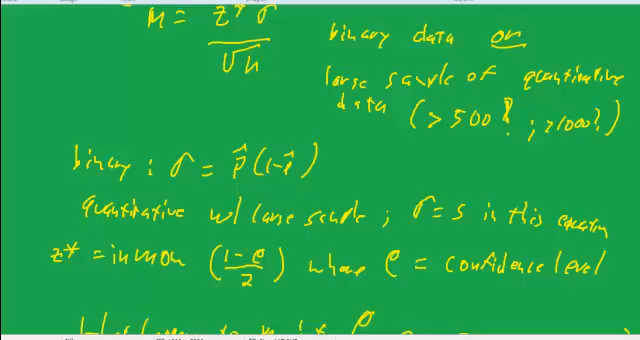 M = z* σ / √n
binary data or
large sample of quantitative
data (> 500? ; >1000?)
binary : σ = p̂(1-p̂)
quantitative w/ large sample ; σ = s in this equation
z* = invnorm (1-C / 2) where C = confidence level